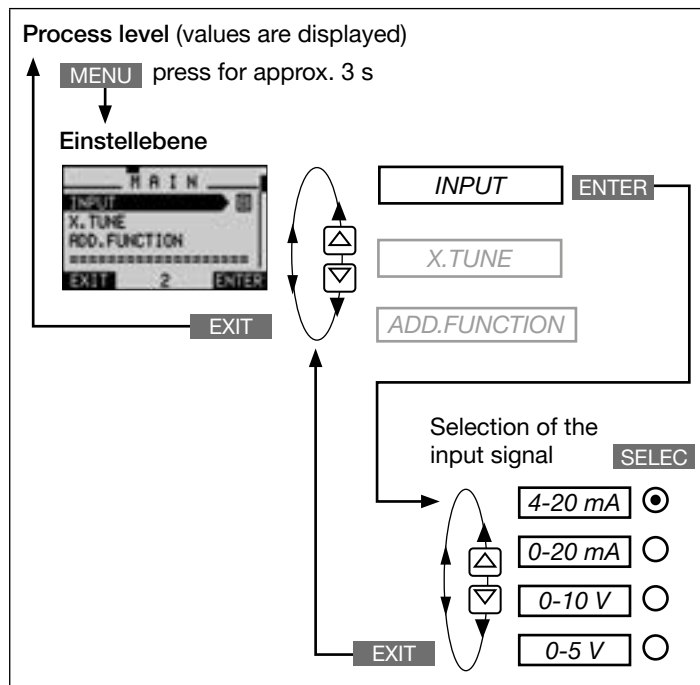 Process level (values are displayed)
MENU press for approx. 3 s
Einstellebene
MAIN
INPUT
X.TUNE
ADD.FUNCTION
EXIT 2 ENTER
INPUT ENTER
X.TUNE
ADD.FUNCTION
EXIT
Selection of the
input signal SELEC
4-20 mA
0-20 mA
0-10 V
0-5 V
EXIT